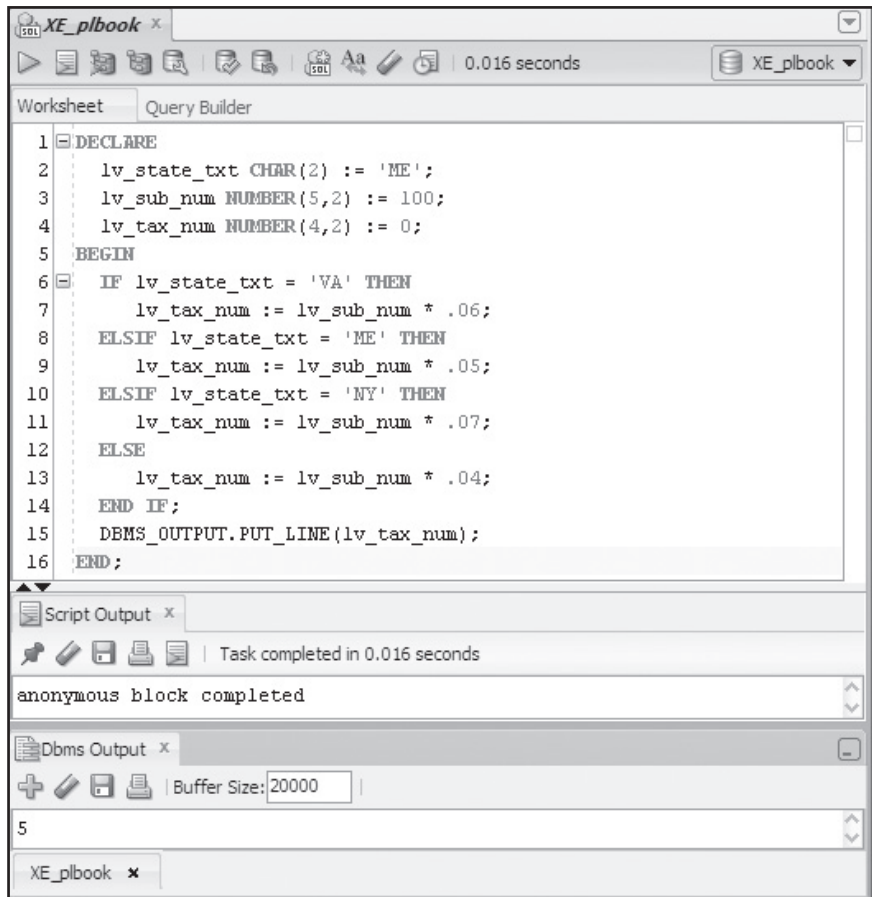 XE_plbook
0.016 seconds XE_plbook
Worksheet Query Builder
1 DECLARE
2 lv_state_txt CHAR(2) := 'ME';
3 lv_sub_num NUMBER(5,2) := 100;
4 lv_tax_num NUMBER(4,2) := 0;
5 BEGIN
6 IF lv_state_txt = 'VA' THEN
7 lv_tax_num := lv_sub_num * .06;
8 ELSIF lv_state_txt = 'ME' THEN
9 lv_tax_num := lv_sub_num * .05;
10 ELSIF lv_state_txt = 'NY' THEN
11 lv_tax_num := lv_sub_num * .07;
12 ELSE
13 lv_tax_num := lv_sub_num * .04;
14 END IF;
15 DBMS_OUTPUT.PUT_LINE(lv_tax_num);
16 END;
Script Output
Task completed in 0.016 seconds
anonymous block completed
Dbms Output
Buffer Size: 20000
5
XE_plbook